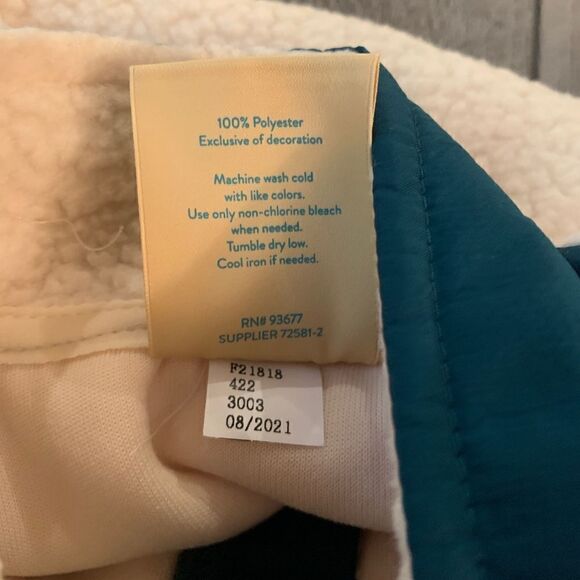 100% Polyester
Exclusive of decoration
Machine wash cold
with like colors.
Use only non-chlorine bleach
when needed.
Tumble dry low.
Cool iron if needed.
RN# 93677
SUPPLIER 72581-2
F21818
422
3003
08/2021